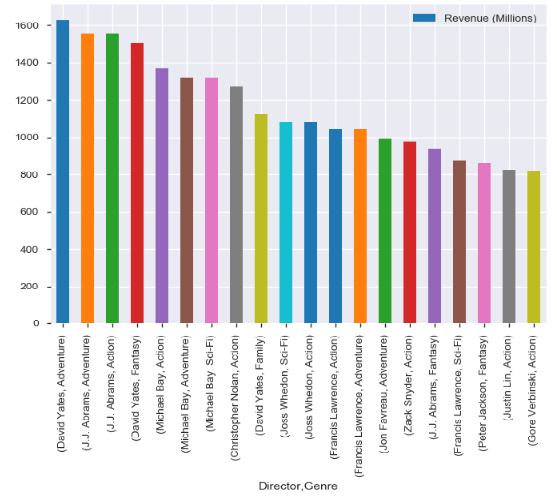 Revenue (Millions)
1600
1400
1200
1000
800
600
400
200
0
(David Yates, Adventure)
(J.J. Abrams, Adventure)
(J.J. Abrams, Action)
(David Yates, Fantasy)
(Michael Bay, Action)
(Michael Bay, Adventure)
(Michael Bay, Sci-Fi)
(Christopher Nolan, Action)
(David Yates, Family)
(Joss Whedon, Sci-Fi)
(Joss Whedon, Action)
(Francis Lawrence, Action)
(Francis Lawrence, Adventure)
(Jon Favreau, Adventure)
(Zack Snyder, Action)
(J.J. Abrams, Fantasy)
(Francis Lawrence, Sci-Fi)
(Peter Jackson, Fantasy)
(Justin Lin, Action)
(Gore Verbinski, Action)
Director,Genre